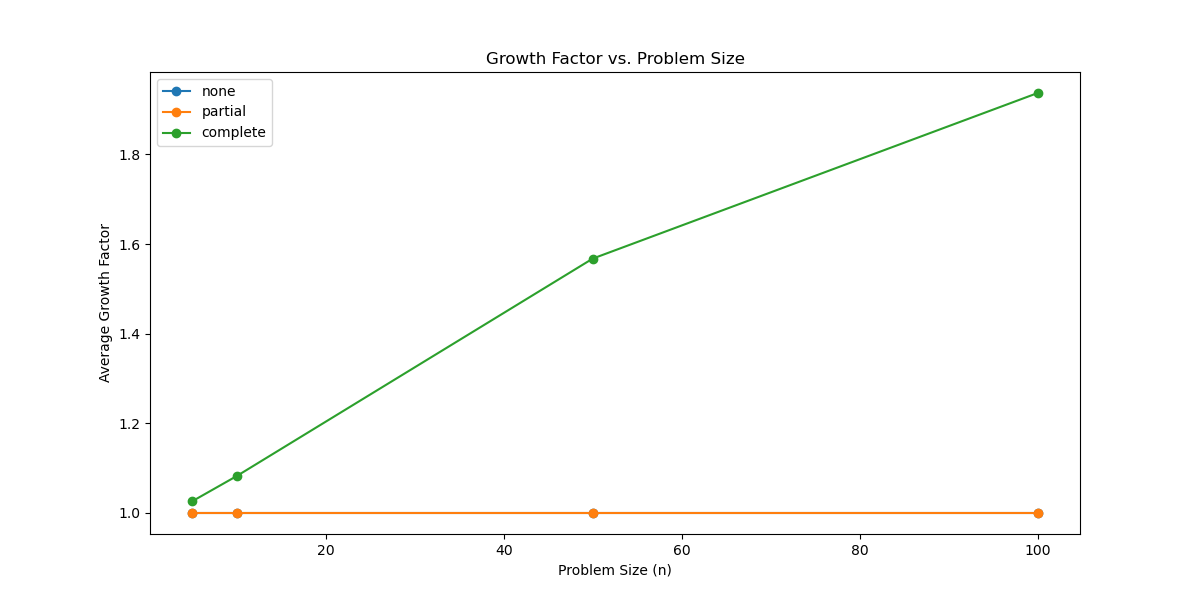 Growth Factor vs. Problem Size
none
partial
complete
Average Growth Factor
1.8
1.6
1.4
1.2
1.0
20 40 60 80 100
Problem Size (n)